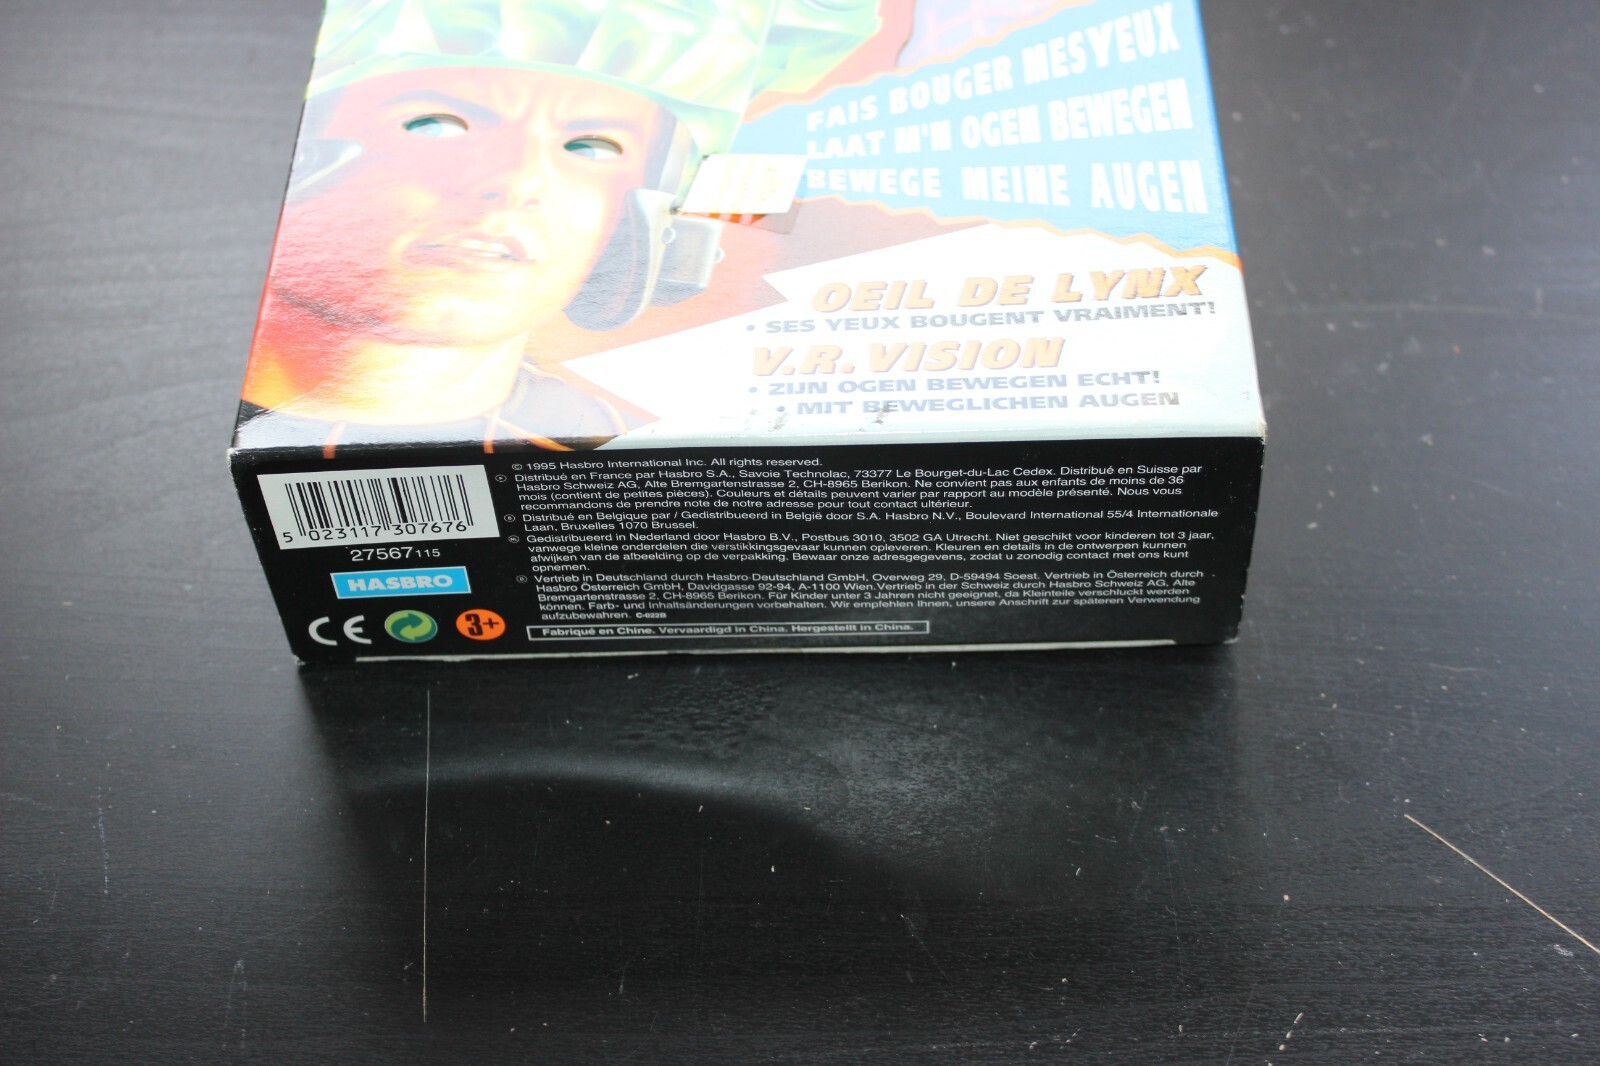 FAIS BOUGER MES YEUX
LAAT M'N OGEN BEWEGEN
BEWEGE MEINE AUGEN
OEIL DE LYNX
• SES YEUX BOUGENT VRAIMENT!
V.R. VISION
• ZIJN OGEN BEWEGEN ECHT!
• MIT BEWEGLICHEN AUGEN
5 023117 307676
27567 115
HASBRO
CE
3+
© 1995 Hasbro International Inc. All rights reserved.
Distribué en France par Hasbro S.A., Savoie Technolac, 73377 Le Bourget-du-Lac Cedex. Distribué en Suisse par
Hasbro Schweiz AG, Alte Bremgartenstrasse 2, CH-8965 Berikon. Ne convient pas aux enfants de moins de 36
mois (contient de petites pièces). Couleurs et détails peuvent varier par rapport au modèle présenté. Nous vous
recommandons de prendre note de notre adresse pour tout contact ultérieur.
Distribué en Belgique par / Gedistribueerd in België door S.A. Hasbro N.V., Boulevard International 55/4 Internationale
Laan, Bruxelles 1070 Brussel.
Gedistribueerd in Nederland door Hasbro B.V., Postbus 3010, 3502 GA Utrecht. Niet geschikt voor kinderen tot 3 jaar,
vanwege kleine onderdelen die verstikkingsgevaar kunnen opleveren. Kleuren en details in de ontwerpen kunnen
afwijken van de afbeelding op de verpakking. Bewaar onze adresgegevens, zodat u zonodig contact met ons kunt
opnemen.
Vertrieb in Deutschland durch Hasbro Deutschland GmbH, Overweg 29, D-59494 Soest. Vertrieb in Österreich durch
Hasbro Österreich GmbH, Davidgasse 92-94, A-1100 Wien. Vertrieb in der Schweiz durch Hasbro Schweiz AG, Alte
Bremgartenstrasse 2, CH-8965 Berikon. Für Kinder unter 3 Jahren nicht geeignet, da Kleinteile verschluckt werden
können. Farb- und Inhaltsänderungen vorbehalten. Wir empfehlen Ihnen, unsere Anschrift zur späteren Verwendung
aufzubewahren. C-022B
Fabriqué en Chine. Vervaardigd in China. Hergestellt in China.